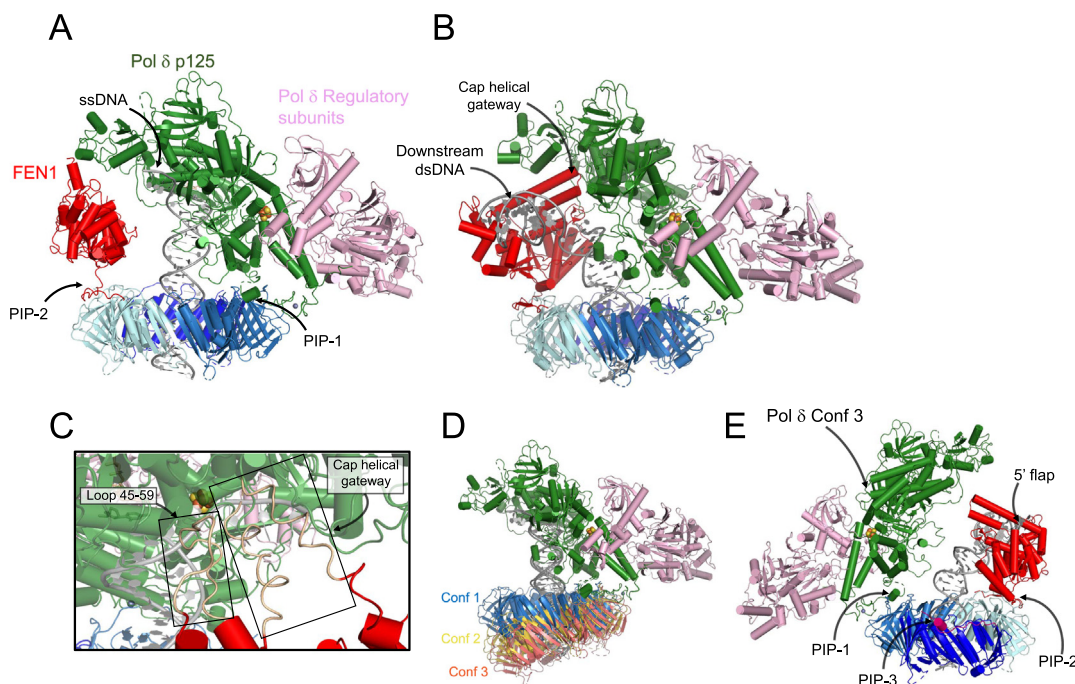 A
Pol δ p125
ssDNA
Pol δ Regulatory
subunits
FEN1
PIP-2
PIP-1
B
Cap helical
gateway
Downstream
dsDNA
C
Loop 45-59
Cap helical
gateway
D
Conf 1
Conf 2
Conf 3
E
Pol δ Conf 3
5' flap
PIP-1
PIP-3
PIP-2